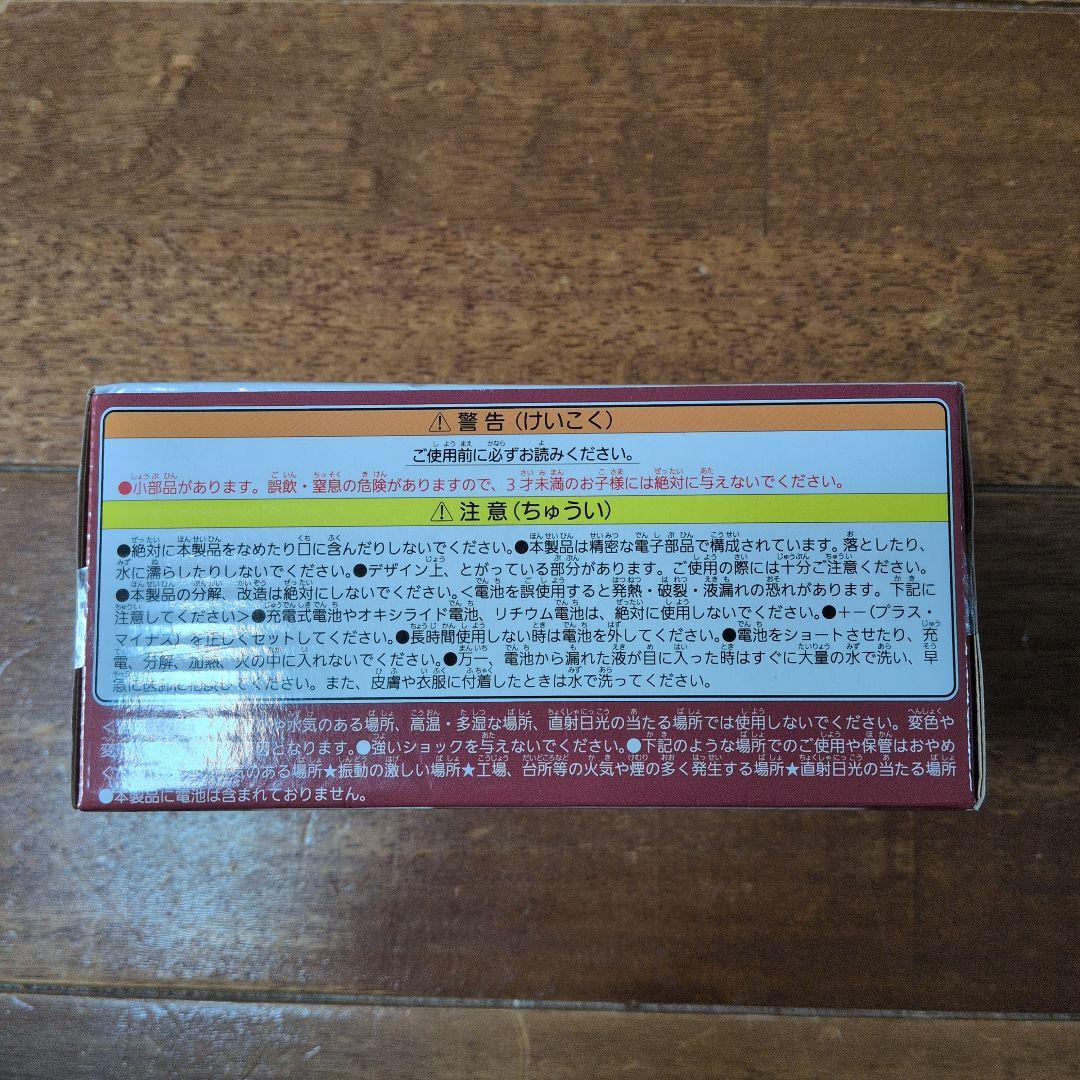 ⚠警告(けいこく)
ご使用前に必ずお読みください。
●小部品があります。誤飲・窒息の危険がありますので、3才未満のお子様には絶対に与えないでください。
⚠注意(ちゅうい)
●絶対に本製品をなめたり口に含んだりしないでください。●本製品は精密な電子部品で構成されています。落としたり、
水に濡らしたりしないでください。●デザイン上、とがっている部分があります。ご使用の際には十分ご注意ください。
●本製品の分解、改造は絶対にしないでください。<電池を誤使用すると発熱・破裂・液漏れの恐れがあります。下記に
注意してください>●充電式電池やオキシライド電池、リチウム電池は、絶対に使用しないでください。●+-(プラス・
マイナス)を正しくセットしてください。●長時間使用しない時は電池を外してください。●電池をショートさせたり、充
電、分解、加熱、火の中に入れないでください。●万一、電池から漏れた液が目に入った時はすぐに大量の水で洗い、早
急に医師に相談してください。また、皮膚や衣服に付着したときは水で洗ってください。
や水気のある場所、高温・多湿な場所、直射日光の当たる場所では使用しないでください。変色や
変 因となります。●強いショックを与えないでください。●下記のような場所でのご使用や保管はおやめ
のある場所★振動の激しい場所★工場、台所等の火気や煙の多く発生する場所★直射日光の当たる場所
●本製品に電池は含まれておりません。